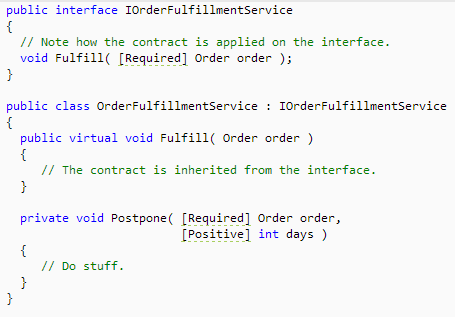 public interface IOrderFulfillmentService
{
  // Note how the contract is applied on the interface.
  void Fulfill( [Required] Order order );
}

public class OrderFulfillmentService : IOrderFulfillmentService
{
  public virtual void Fulfill( Order order )
  {
     // The contract is inherited from the interface.
  }

  private void Postpone( [Required] Order order,
                         [Positive] int days )
  {
     // Do stuff.
  }
}